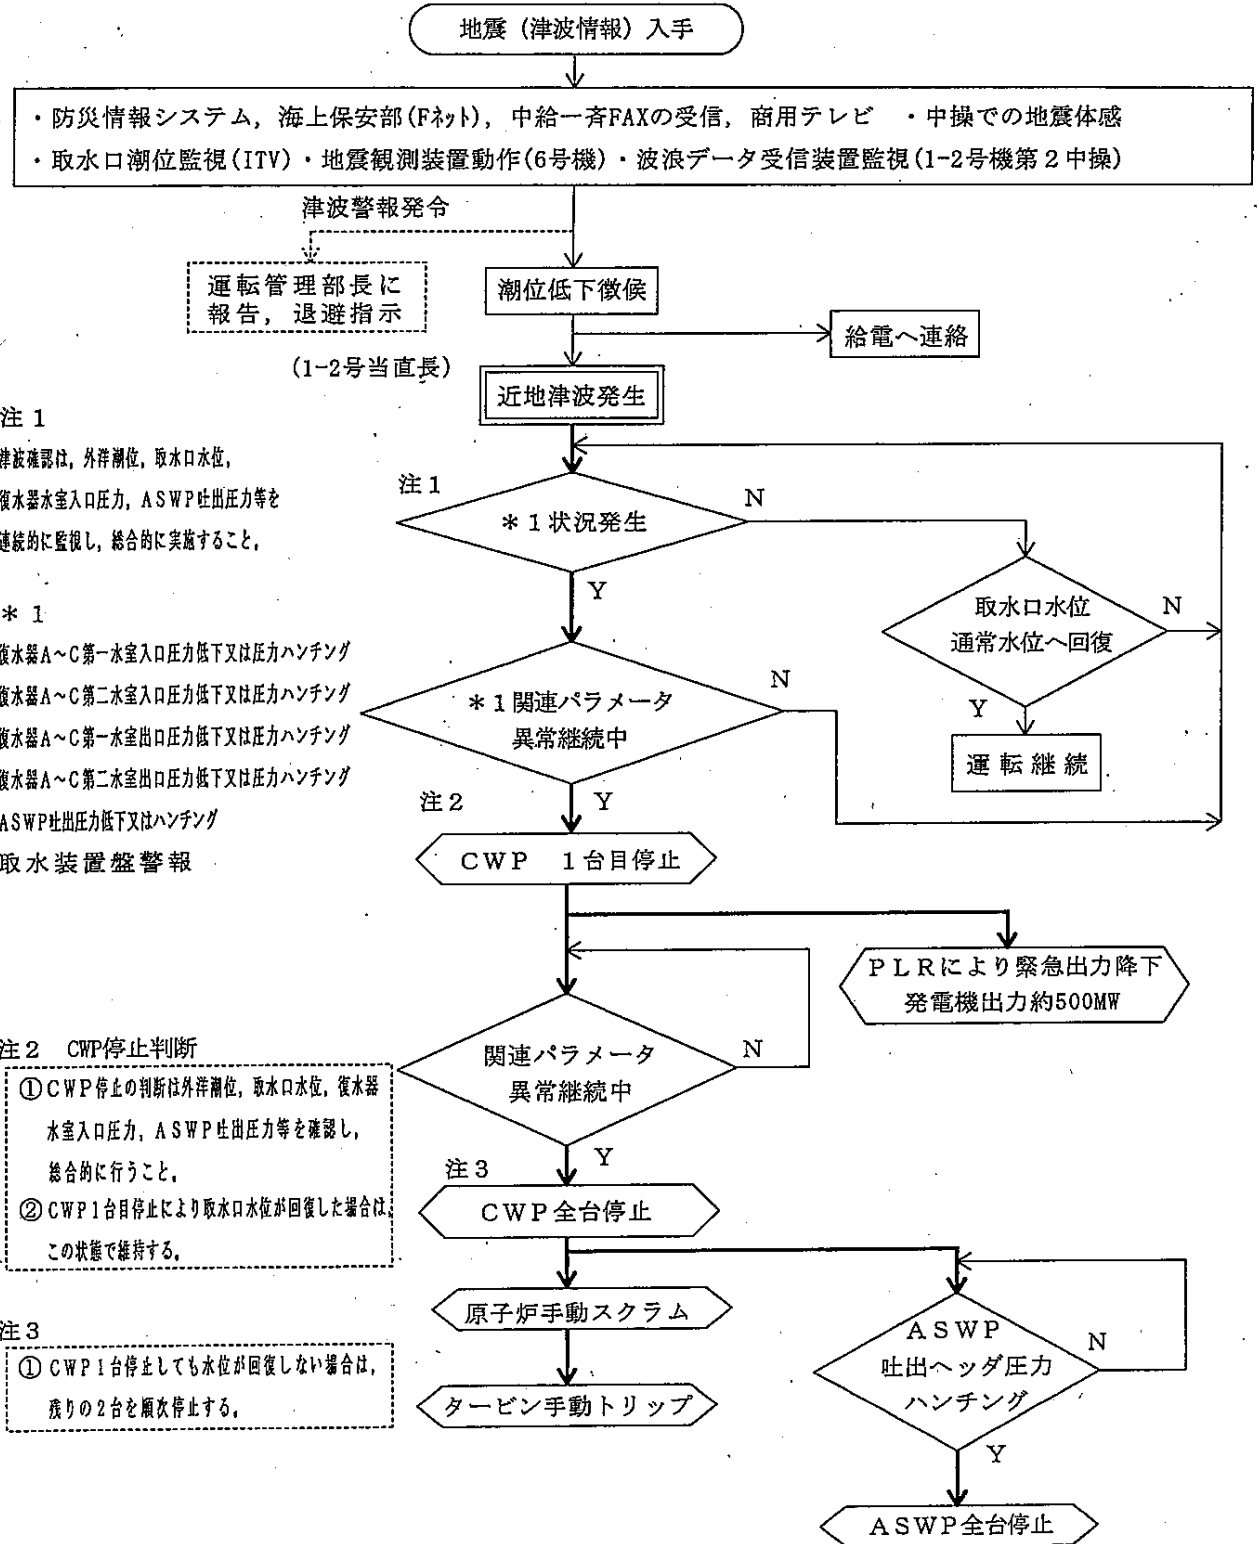 地震（津波情報）入手
・防災情報システム，海上保安部(Fネット)，中給一斉FAXの受信，商用テレビ　・中操での地震体感
・取水口潮位監視(ITV)・地震観測装置動作(6号機)・波浪データ受信装置監視(1-2号機第２中操)
津波警報発令
運転管理部長に
報告，退避指示
潮位低下徴候
給電へ連絡
(1-2号当直長)
近地津波発生
注１
津波確認は，外洋潮位，取水口水位，
復水器水室入口圧力，ＡＳＷＰ吐出圧力等を
連続的に監視し，総合的に実施すること。
注１
＊１状況発生
N
Y
取水口水位
通常水位へ回復
N
Y
運転継続
＊１
復水器Ａ～Ｃ第一水室入口圧力低下又は圧力ハンチング
復水器Ａ～Ｃ第二水室入口圧力低下又は圧力ハンチング
復水器Ａ～Ｃ第一水室出口圧力低下又は圧力ハンチング
復水器Ａ～Ｃ第二水室出口圧力低下又は圧力ハンチング
ＡＳＷＰ吐出圧力低下又はハンチング
取水装置盤警報
＊１関連パラメータ
異常継続中
N
Y
注２
ＣＷＰ　１台目停止
ＰＬＲにより緊急出力降下
発電機出力約500MW
関連パラメータ
異常継続中
N
Y
注２　CWP停止判断
①ＣＷＰ停止の判断は外洋潮位，取水口水位，復水器
水室入口圧力，ＡＳＷＰ吐出圧力等を確認し，
総合的に行うこと。
②ＣＷＰ１台目停止により取水口水位が回復した場合は，
この状態で維持する。
注３
ＣＷＰ全台停止
原子炉手動スクラム
タービン手動トリップ
注３
①ＣＷＰ１台停止しても水位が回復しない場合は，
残りの２台を順次停止する。
ＡＳＷＰ
吐出ヘッダ圧力
ハンチング
N
Y
ＡＳＷＰ全台停止